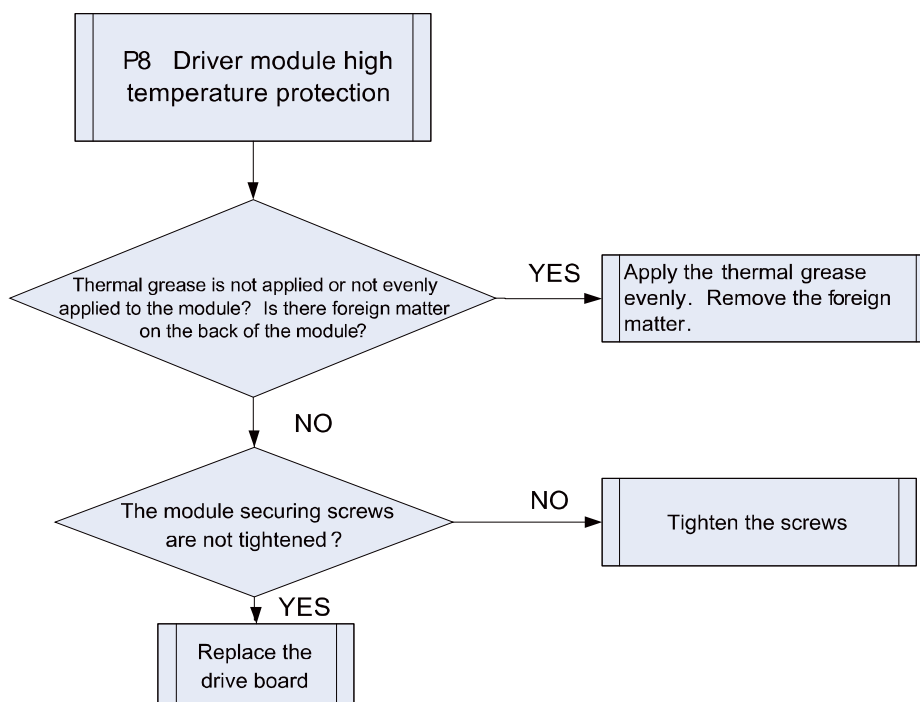 P8 Driver module high
temperature protection
Thermal grease is not applied or not evenly
applied to the module? Is there foreign matter
on the back of the module?
YES
Apply the thermal grease
evenly. Remove the foreign
matter.
NO
The module securing screws
are not tightened?
NO
Tighten the screws
YES
Replace the
drive board